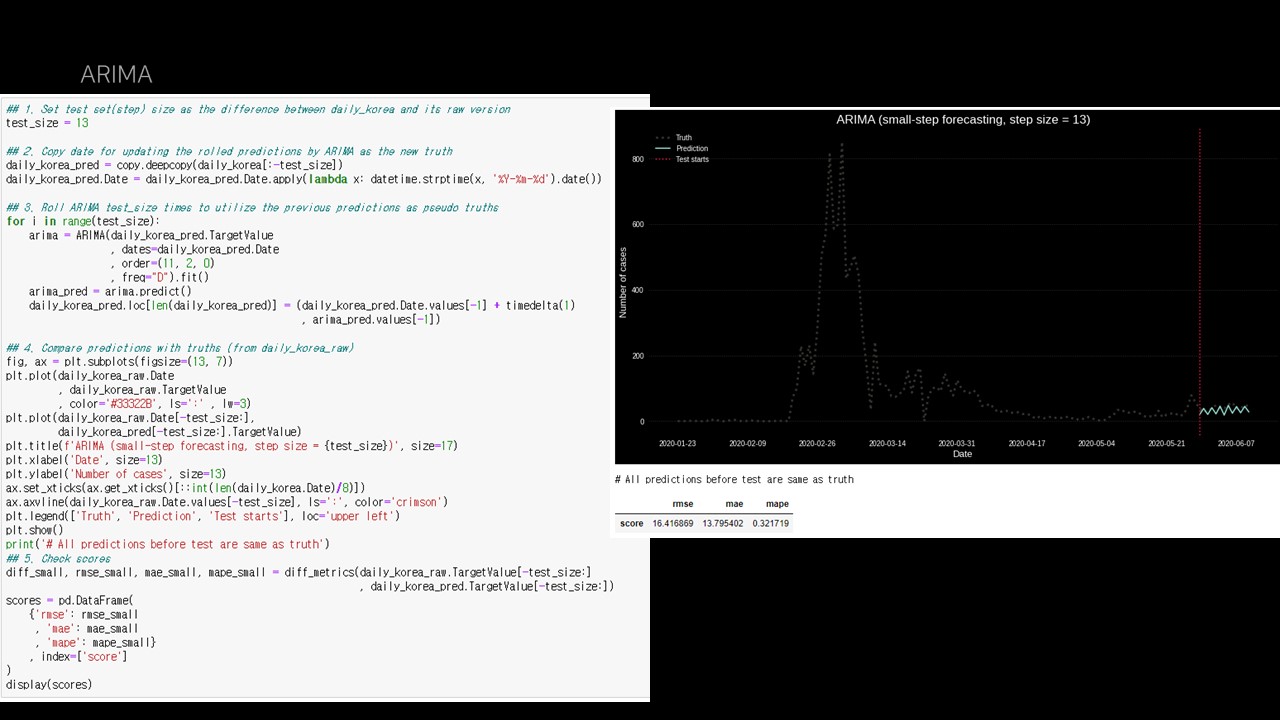 ARIMA
## 1. Set test set(step) size as the difference between daily_korea and its raw version
test_size = 13
## 2. Copy date for updating the rolled predictions by ARIMA as the new truth
daily_korea_pred = copy.deepcopy(daily_korea[:-test_size])
daily_korea_pred.Date = daily_korea_pred.Date.apply(lambda x: datetime.strptime(x, '%Y-%m-%d').date())
## 3. Roll ARIMA test_size times to utilize the previous predictions as pseudo truths
for i in range(test_size):
    arima = ARIMA(daily_korea_pred.TargetValue
                  , dates=daily_korea_pred.Date
                  , order=(11, 2, 0)
                  , freq="D").fit()
    arima_pred = arima.predict()
    daily_korea_pred.loc[len(daily_korea_pred)] = (daily_korea_pred.Date.values[-1] + timedelta(1)
                                                   , arima_pred.values[-1])
## 4. Compare predictions with truths (from daily_korea_raw)
fig, ax = plt.subplots(figsize=(13, 7))
plt.plot(daily_korea_raw.Date
           , daily_korea_raw.TargetValue
           , color='#33322B', ls=':' , lw=3)
plt.plot(daily_korea_raw.Date[-test_size:],
         daily_korea_pred[-test_size:].TargetValue)
plt.title(f'ARIMA (small-step forecasting, step size = {test_size})', size=17)
plt.xlabel('Date', size=13)
plt.ylabel('Number of cases', size=13)
ax.set_xticks(ax.get_xticks()[::int(len(daily_korea.Date)/8)])
ax.axvline(daily_korea_raw.Date.values[-test_size], ls=':', color='crimson')
plt.legend(['Truth', 'Prediction', 'Test starts'], loc='upper left')
plt.show()
print('# All predictions before test are same as truth')
## 5. Check scores
diff_small, rmse_small, mae_small, mape_small = diff_metrics(daily_korea_raw.TargetValue[-test_size:]
                                                             , daily_korea_pred.TargetValue[-test_size:])
scores = pd.DataFrame(
    {'rmse': rmse_small
     , 'mae': mae_small
     , 'mape': mape_small}
    , index=['score']
)
display(scores)
ARIMA (small-step forecasting, step size = 13)
Truth
Prediction
Test starts
800
600
400
200
0
Number of cases
2020-01-23 2020-02-09 2020-02-26 2020-03-14 2020-03-31 2020-04-17 2020-05-04 2020-05-21 2020-06-07
Date
# All predictions before test are same as truth
rmse mae mape
score 16.416869 13.795402 0.321719